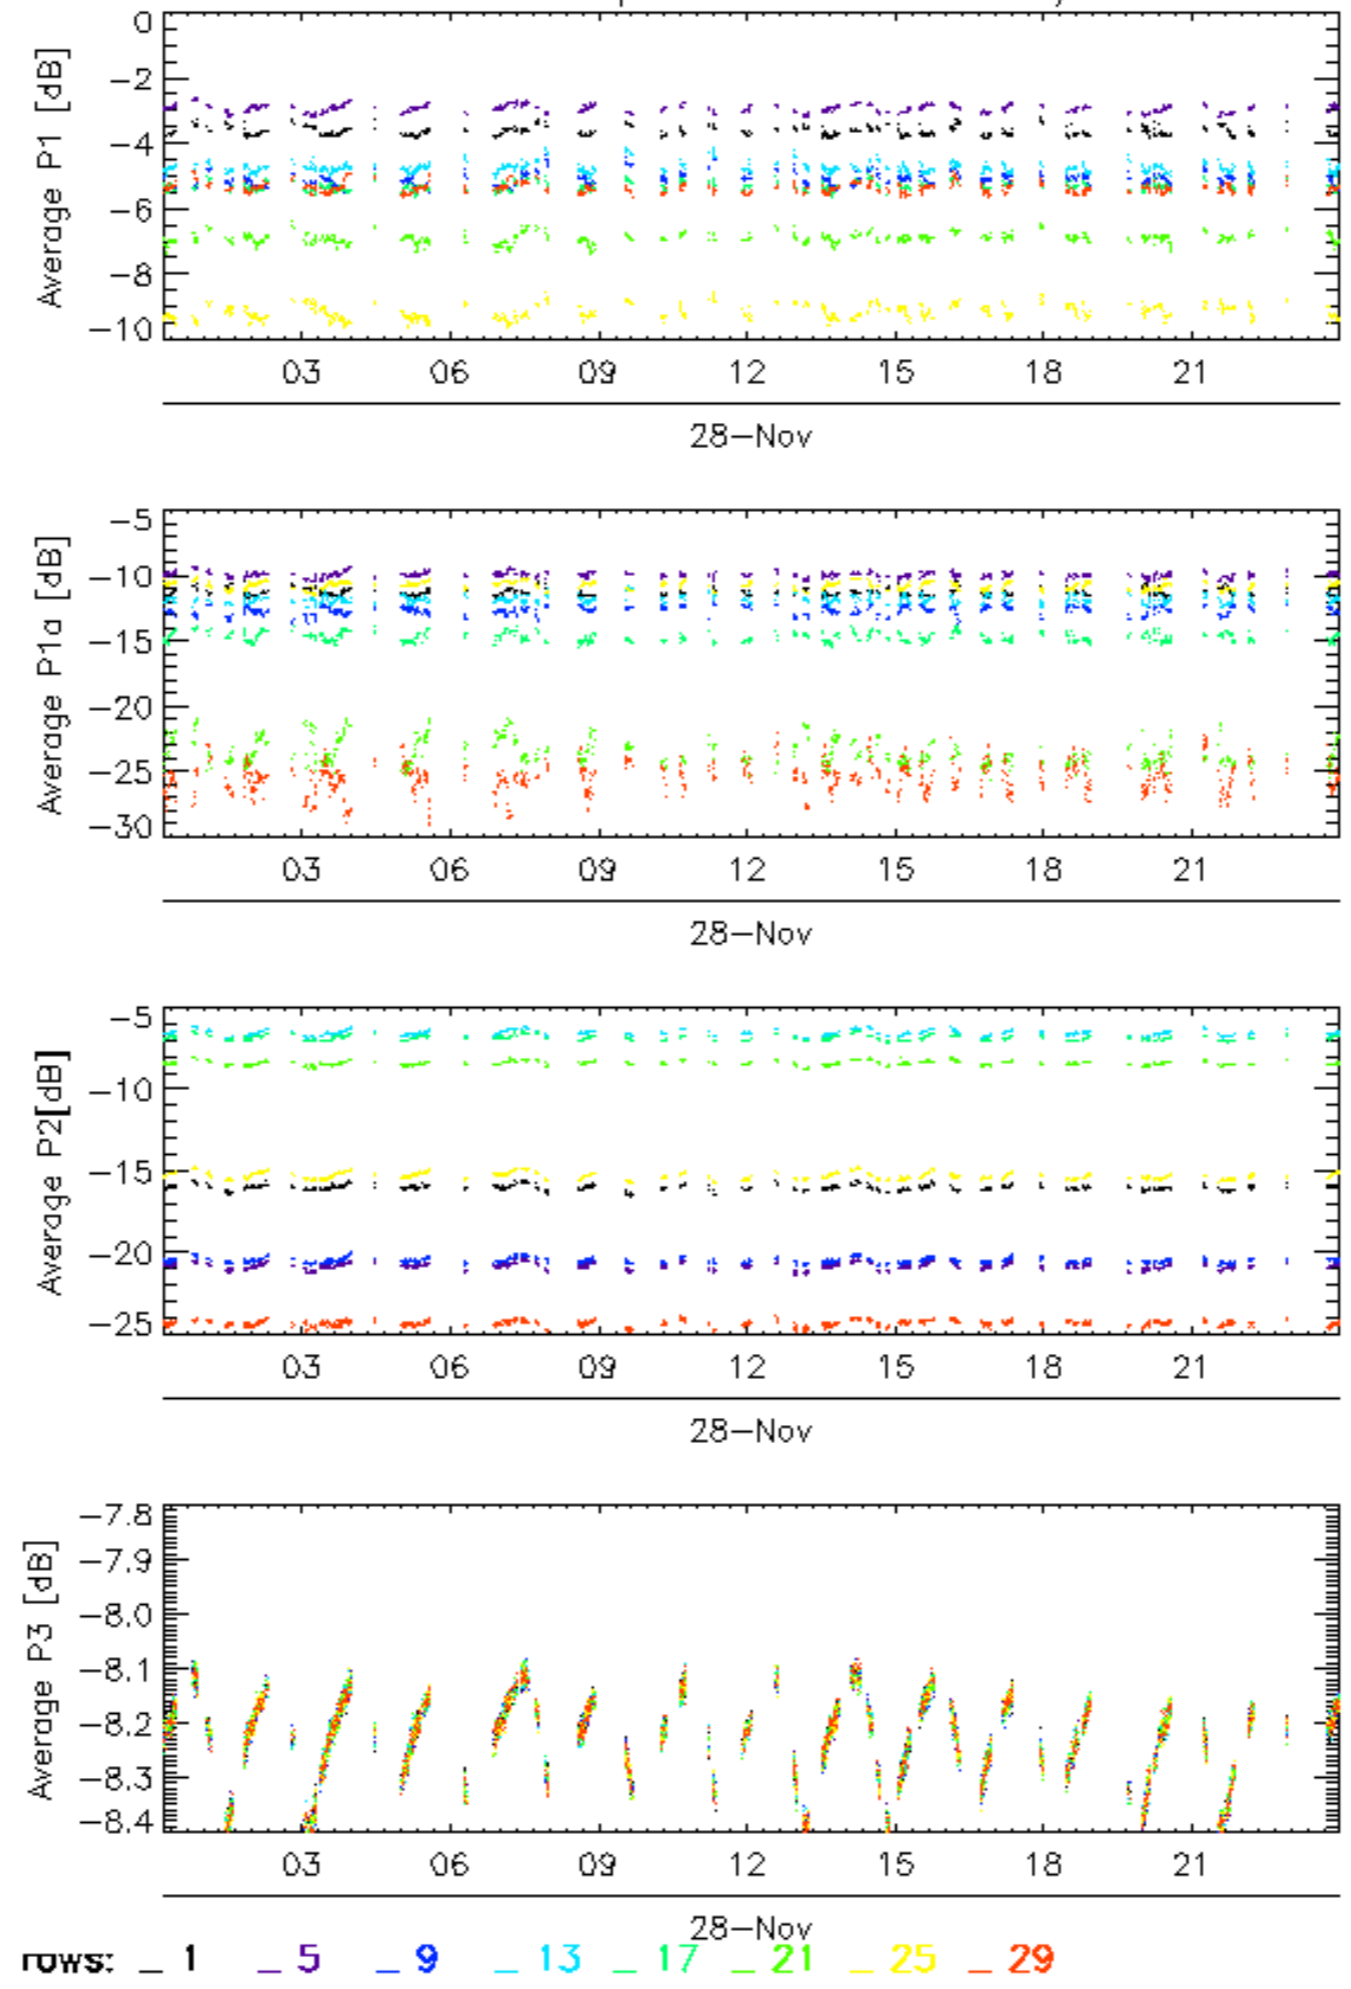 0
−2
−4
−6
−8
−10
Average P1 [dB]
03 06 09 12 15 18 21
28−Nov
−5
−10
−15
−20
−25
−30
Average P1a [dB]
03 06 09 12 15 18 21
28−Nov
−5
−10
−15
−20
−25
Average P2[dB]
03 06 09 12 15 18 21
28−Nov
−7.8
−7.9
−8.0
−8.1
−8.2
−8.3
−8.4
Average P3 [dB]
03 06 09 12 15 18 21
28−Nov
rows: _ 1 _ 5 _ 9 _ 13 _ 17 _ 21 _ 25 _ 29